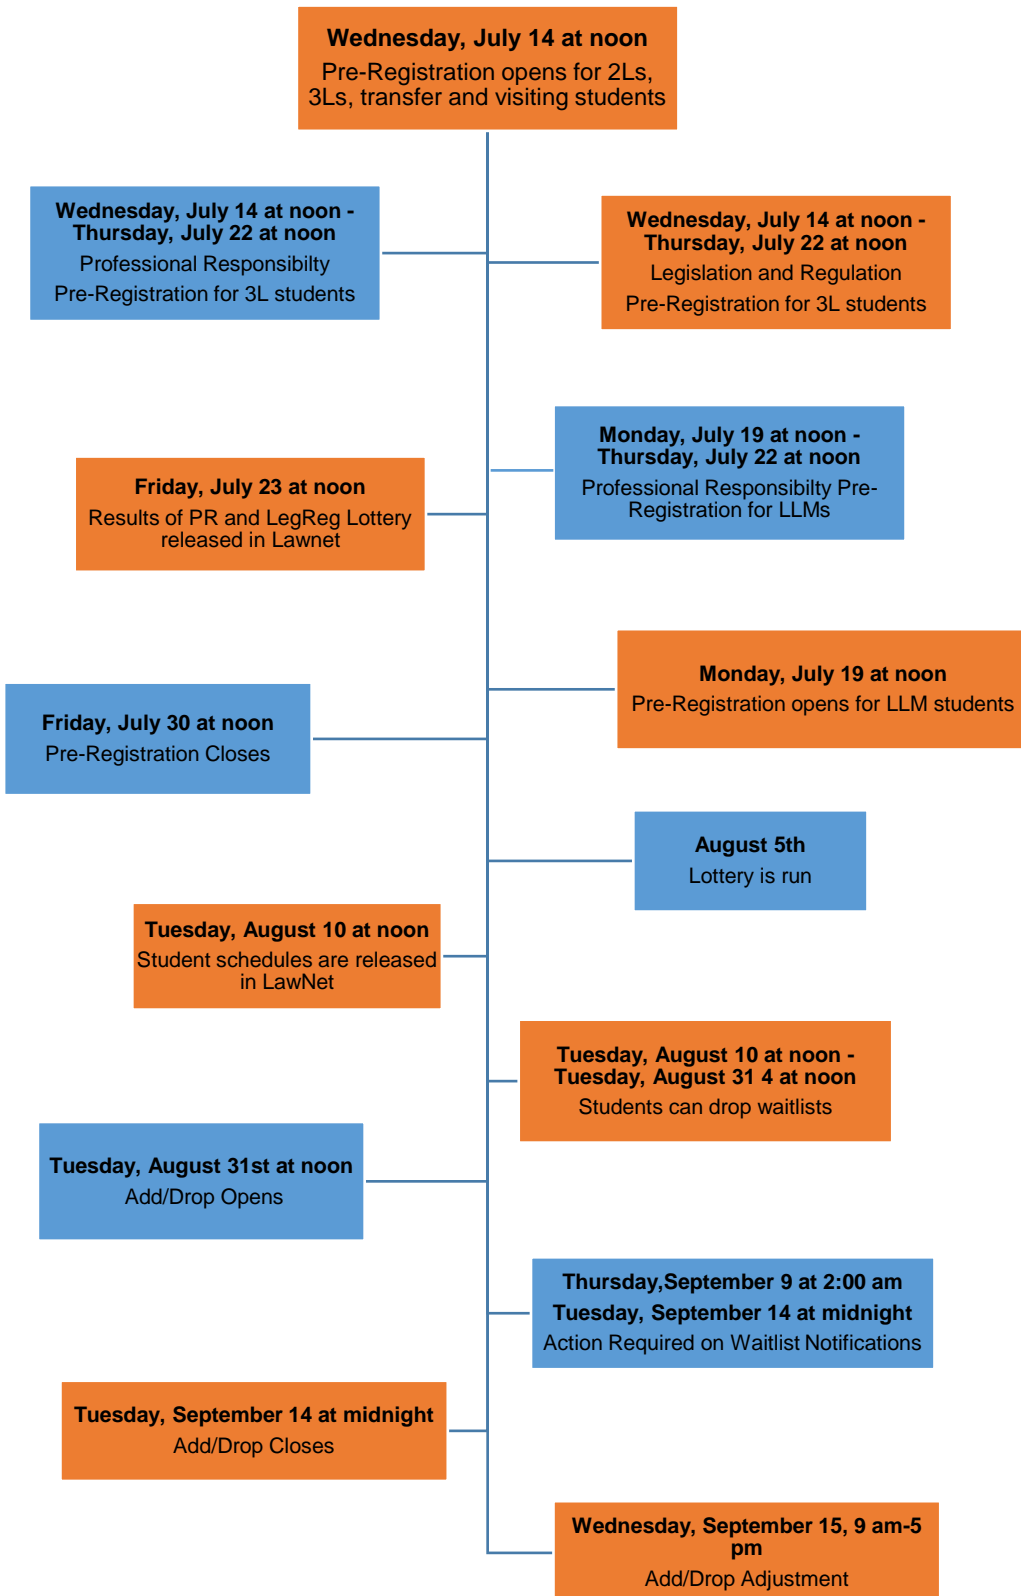 Wednesday, July 14 at noon
Pre-Registration opens for 2Ls,
3Ls, transfer and visiting students
Wednesday, July 14 at noon -
Thursday, July 22 at noon
Professional Responsibilty
Pre-Registration for 3L students
Wednesday, July 14 at noon -
Thursday, July 22 at noon
Legislation and Regulation
Pre-Registration for 3L students
Monday, July 19 at noon -
Thursday, July 22 at noon
Professional Responsibilty Pre-
Registration for LLMs
Friday, July 23 at noon
Results of PR and LegReg Lottery
released in Lawnet
Monday, July 19 at noon
Pre-Registration opens for LLM students
Friday, July 30 at noon
Pre-Registration Closes
August 5th
Lottery is run
Tuesday, August 10 at noon
Student schedules are released
in LawNet
Tuesday, August 10 at noon -
Tuesday, August 31 4 at noon
Students can drop waitlists
Tuesday, August 31st at noon
Add/Drop Opens
Thursday,September 9 at 2:00 am
Tuesday, September 14 at midnight
Action Required on Waitlist Notifications
Tuesday, September 14 at midnight
Add/Drop Closes
Wednesday, September 15, 9 am-5
pm
Add/Drop Adjustment